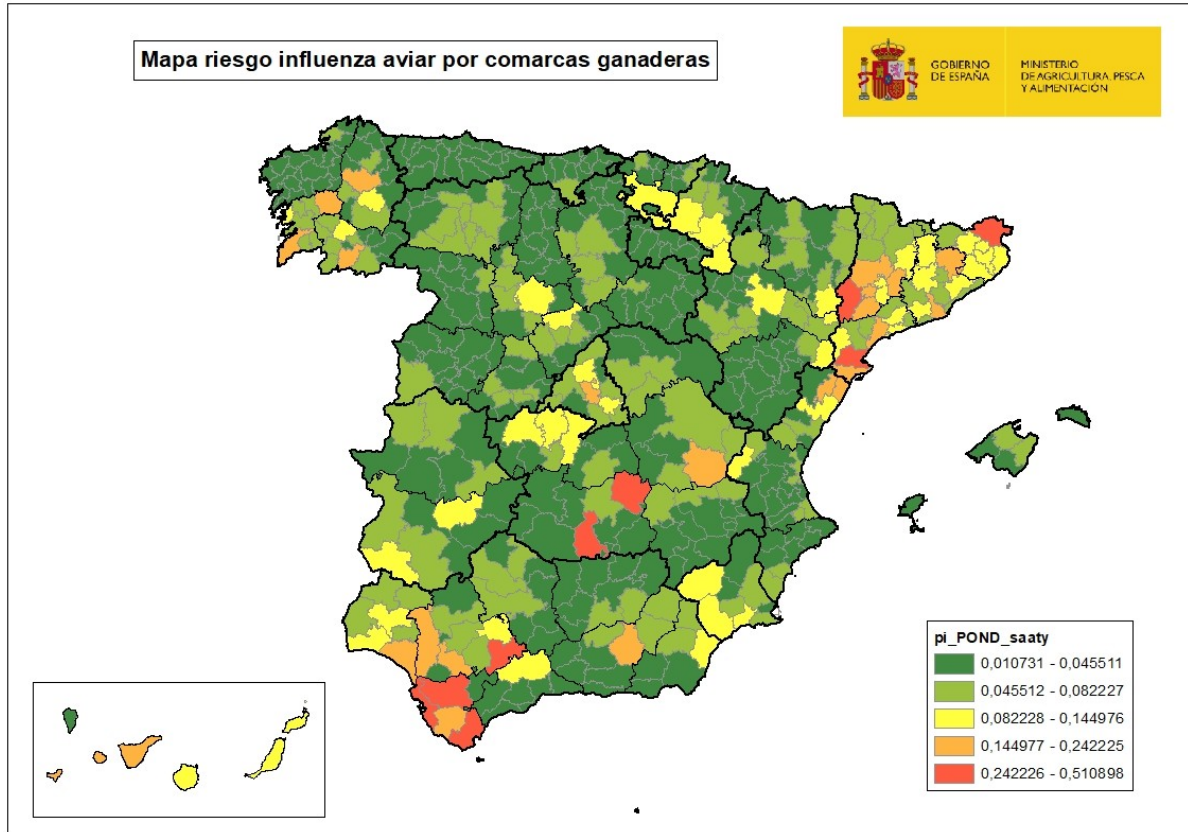 Mapa riesgo influenza aviar por comarcas ganaderas
GOBIERNO
DE ESPAÑA
MINISTERIO
DE AGRICULTURA, PESCA
Y ALIMENTACIÓN
pi_POND_saaty
0,010731 - 0,045511
0,045512 - 0,082227
0,082228 - 0,144976
0,144977 - 0,242225
0,242226 - 0,510898